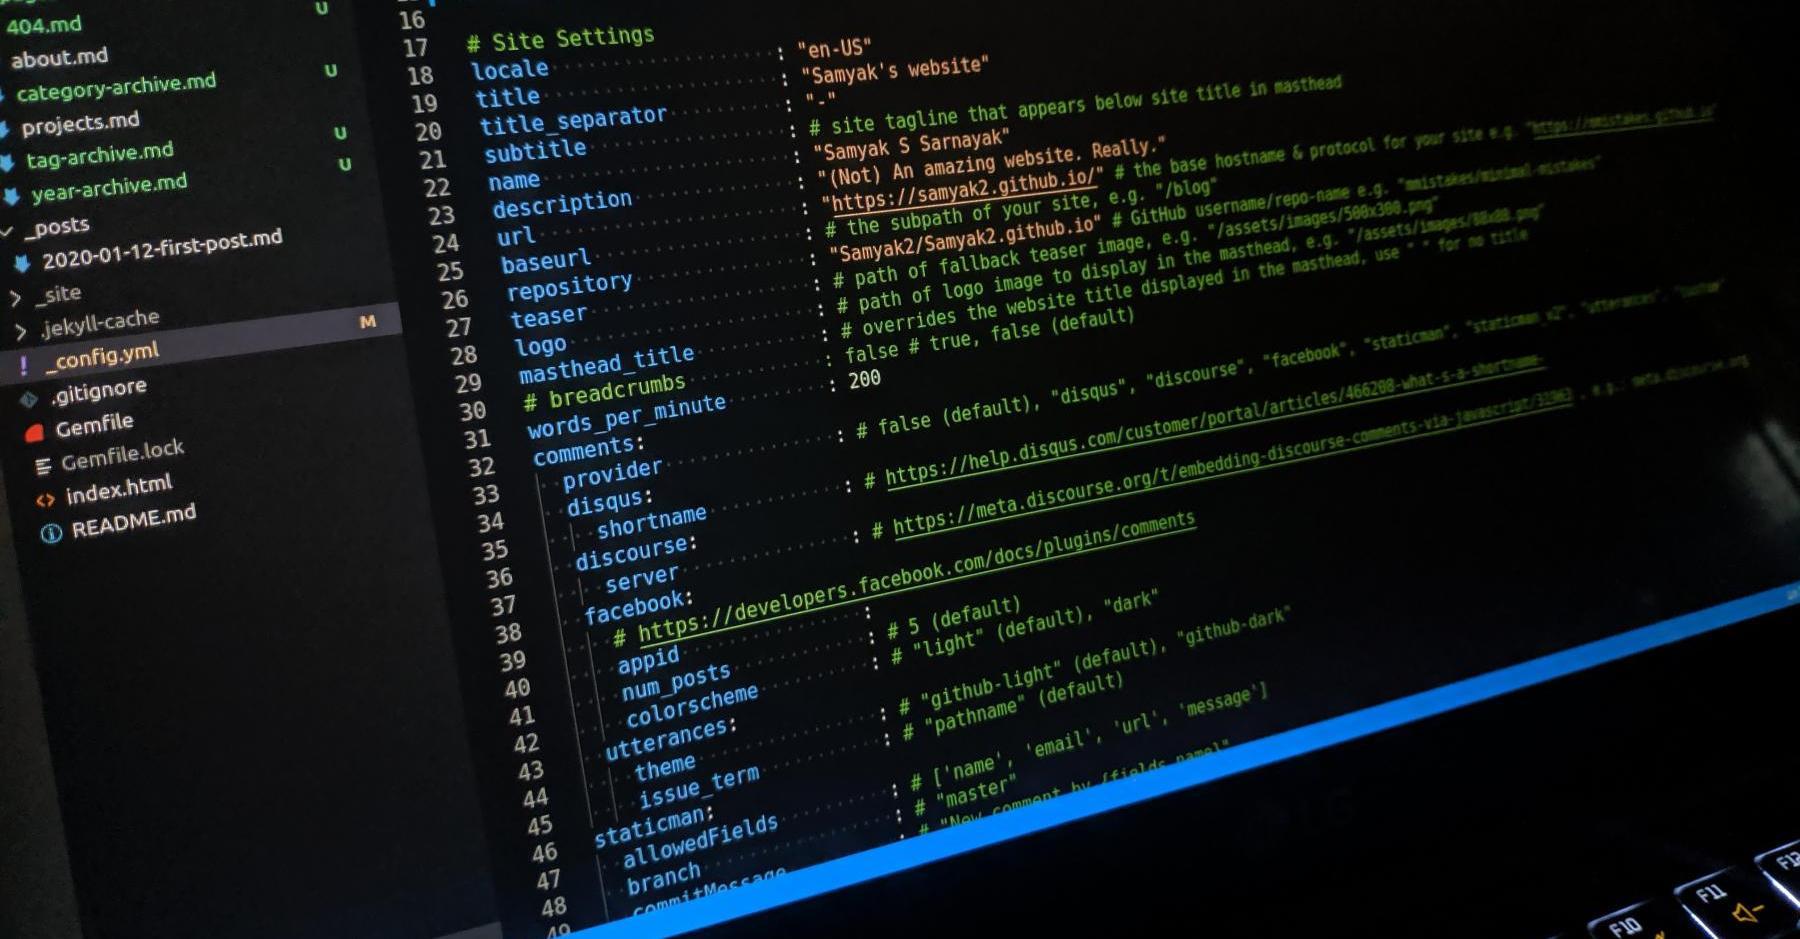 404.md U
about.md
category-archive.md U
projects.md
tag-archive.md U
year-archive.md U
_posts
2020-01-12-first-post.md
_site
.jekyll-cache
_config.yml M
.gitignore
Gemfile
Gemfile.lock
index.html
README.md
16
17 # Site Settings
18 locale : "en-US"
19 title : "Samyak's website"
20 title_separator : "-"
21 subtitle : # site tagline that appears below site title in masthead
22 name : "Samyak S Sarnayak"
23 description : "(Not) An amazing website. Really."
24 url : "https://samyak2.github.io/" # the base hostname & protocol for your site e.g. "https://mmistakes.github.io"
25 baseurl : # the subpath of your site, e.g. "/blog"
26 repository : "Samyak2/Samyak2.github.io" # GitHub username/repo-name e.g. "mmistakes/minimal-mistakes"
27 teaser : # path of fallback teaser image, e.g. "/assets/images/500x300.png"
28 logo : # path of logo image to display in the masthead, e.g. "/assets/images/88x88.png"
29 masthead_title : # overrides the website title displayed in the masthead, use " " for no title
30 # breadcrumbs : false # true, false (default)
31 words_per_minute : 200
32 comments:
33 provider : # false (default), "disqus", "discourse", "facebook", "staticman", "staticman_v2", "utterances", "custom"
34 disqus:
35 shortname : # https://help.disqus.com/customer/portal/articles/466208-what-s-a-shortname-
36 discourse:
37 server : # https://meta.discourse.org/t/embedding-discourse-comments-via-javascript/31963 , e.g.: meta.discourse.org
38 facebook:
39 # https://developers.facebook.com/docs/plugins/comments
40 appid :
41 num_posts : # 5 (default)
42 colorscheme : # "light" (default), "dark"
43 utterances:
44 theme : # "github-light" (default), "github-dark"
45 issue_term : # "pathname" (default)
46 staticman:
47 allowedFields : # ['name', 'email', 'url', 'message']
48 branch : # "master"
49 commitMessage : # "New comment by {fields.name}"
F10
F11
F12